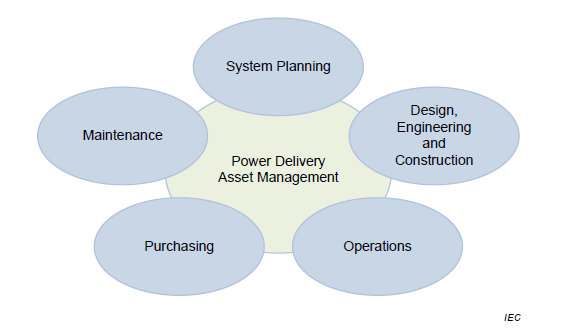 System Planning
Maintenance
Design,
Engineering
and
Construction
Power Delivery
Asset Management
Purchasing
Operations
IEC